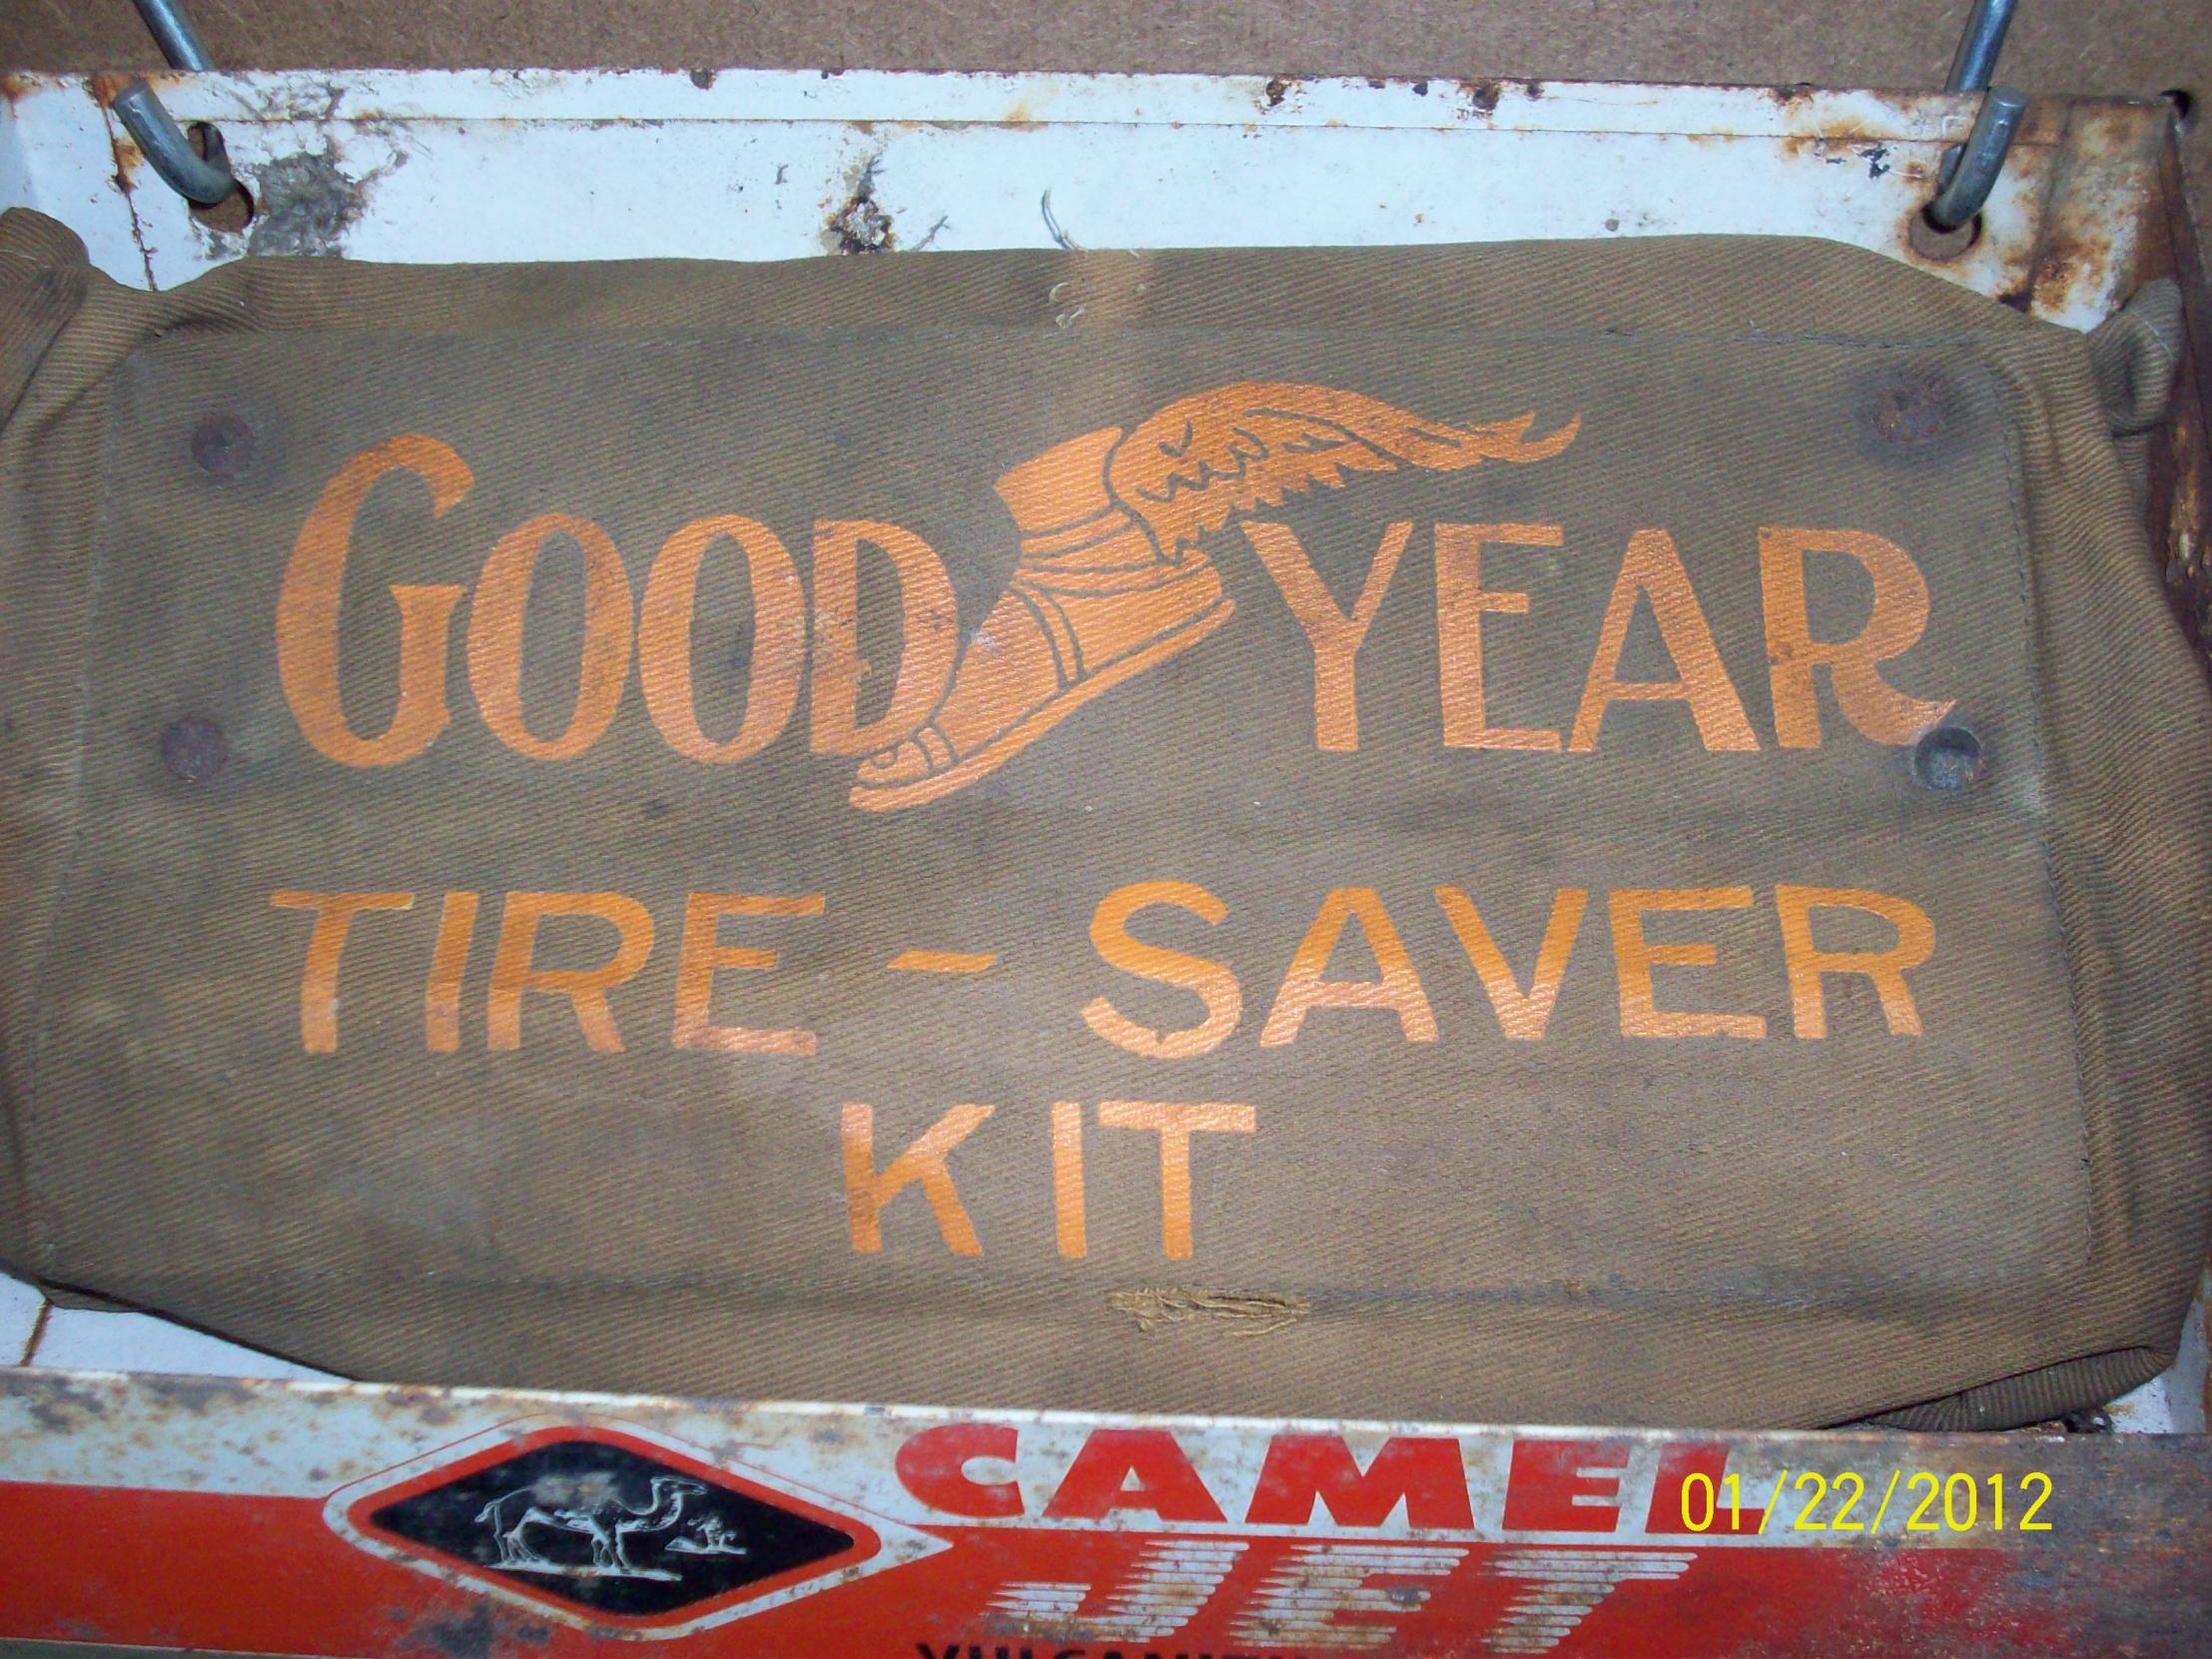 GOOD YEAR
TIRE - SAVER
KIT
CAMEL
01/22/2012
JET